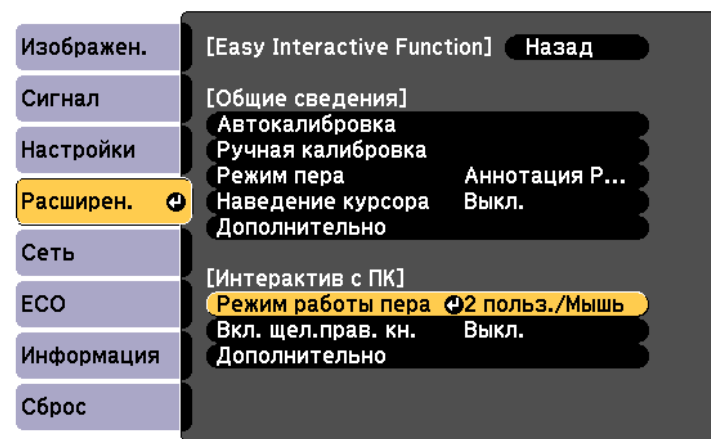 Изображен.
Сигнал
Настройки
Расширен.
Сеть
ECO
Информация
Сброс
[Easy Interactive Function] Назад
[Общие сведения]
Автокалибровка
Ручная калибровка
Режим пера Аннотация P...
Наведение курсора Выкл.
Дополнительно
[Интерактив с ПК]
Режим работы пера 2 польз./Мышь
Вкл. щел.прав. кн. Выкл.
Дополнительно